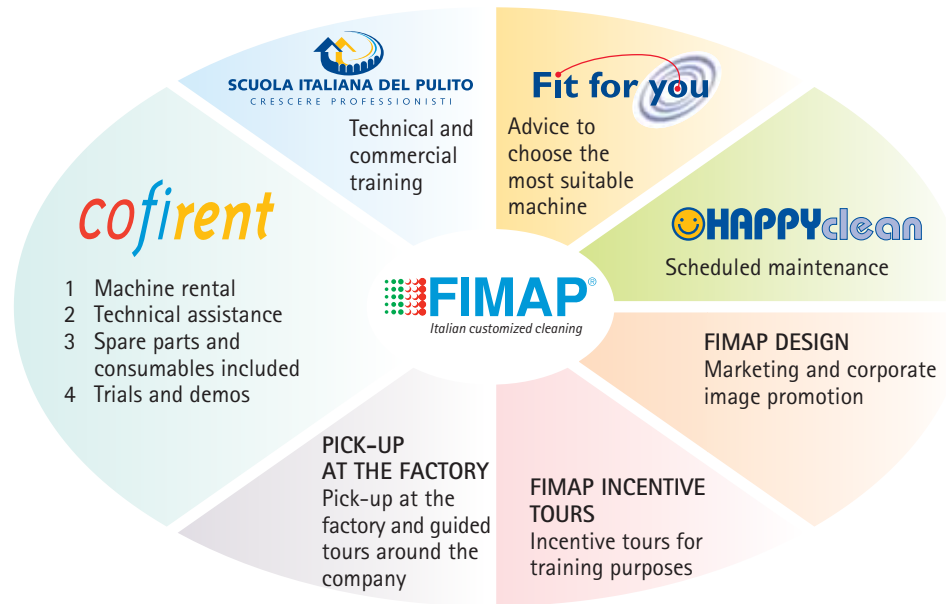 SCUOLA ITALIANA DEL PULITO
CRESCERE PROFESSIONISTI
Technical and
commercial
training
Fit for you
Advice to
choose the
most suitable
machine
cofirent
1 Machine rental
2 Technical assistance
3 Spare parts and
consumables included
4 Trials and demos
HAPPYclean
Scheduled maintenance
FIMAP®
Italian customized cleaning
FIMAP DESIGN
Marketing and corporate
image promotion
PICK-UP
AT THE FACTORY
Pick-up at the
factory and guided
tours around the
company
FIMAP INCENTIVE
TOURS
Incentive tours for
training purposes